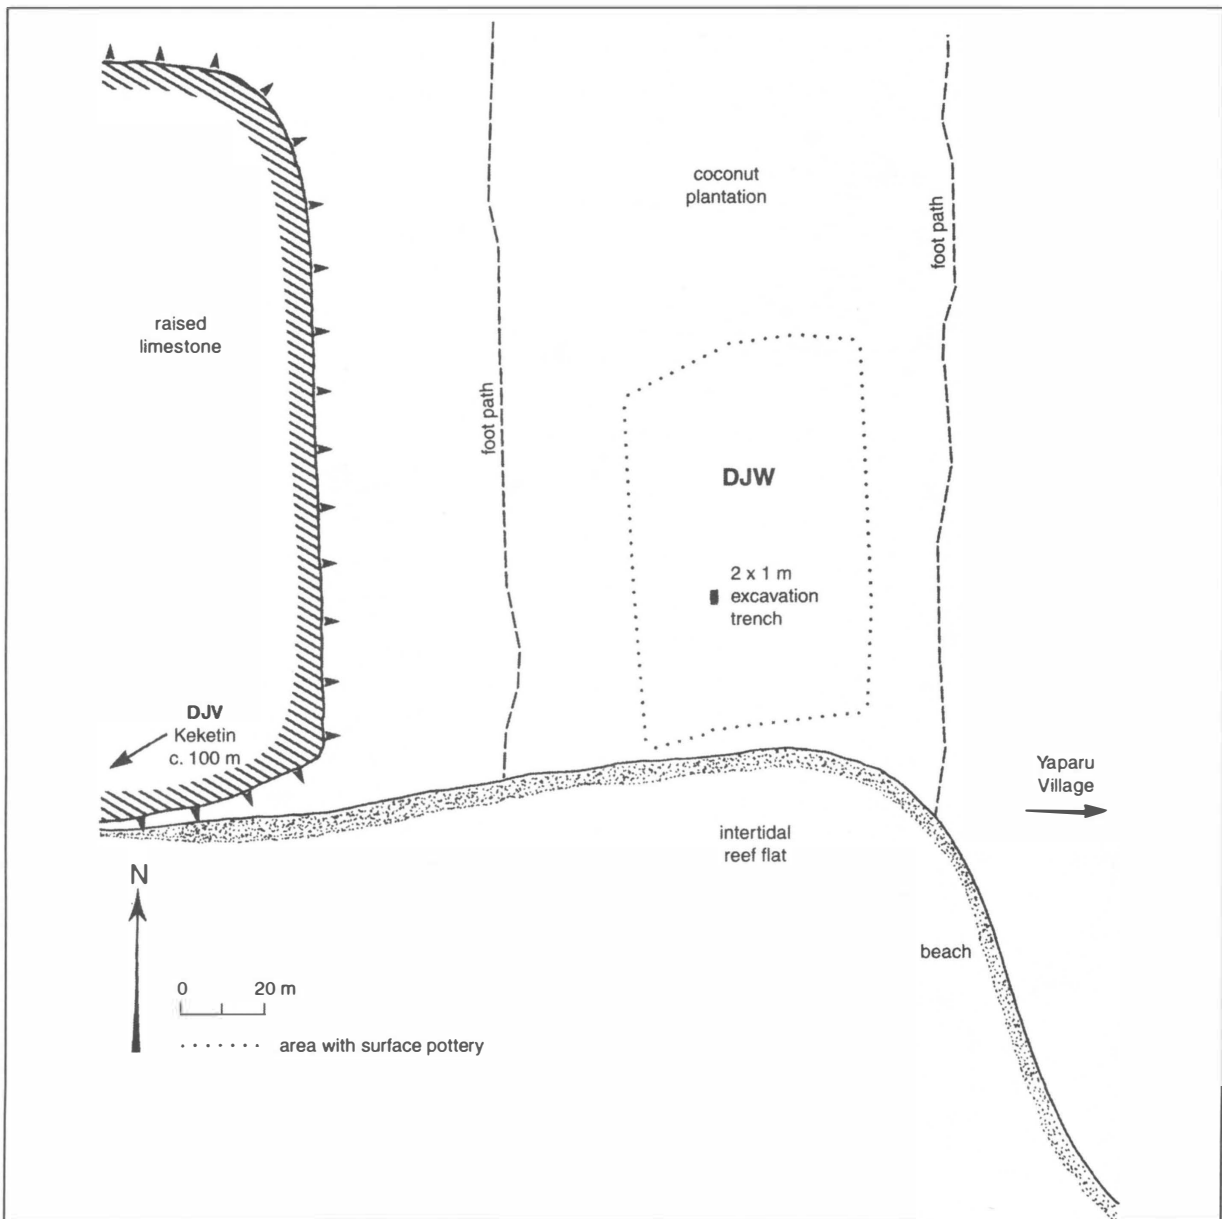 coconut
plantation
foot path
raised
limestone
foot path
DJW
2 x 1 m
excavation
trench
DJV
Keketin
c. 100 m
Yaparu
Village
intertidal
reef flat
N
beach
0 20 m
area with surface pottery